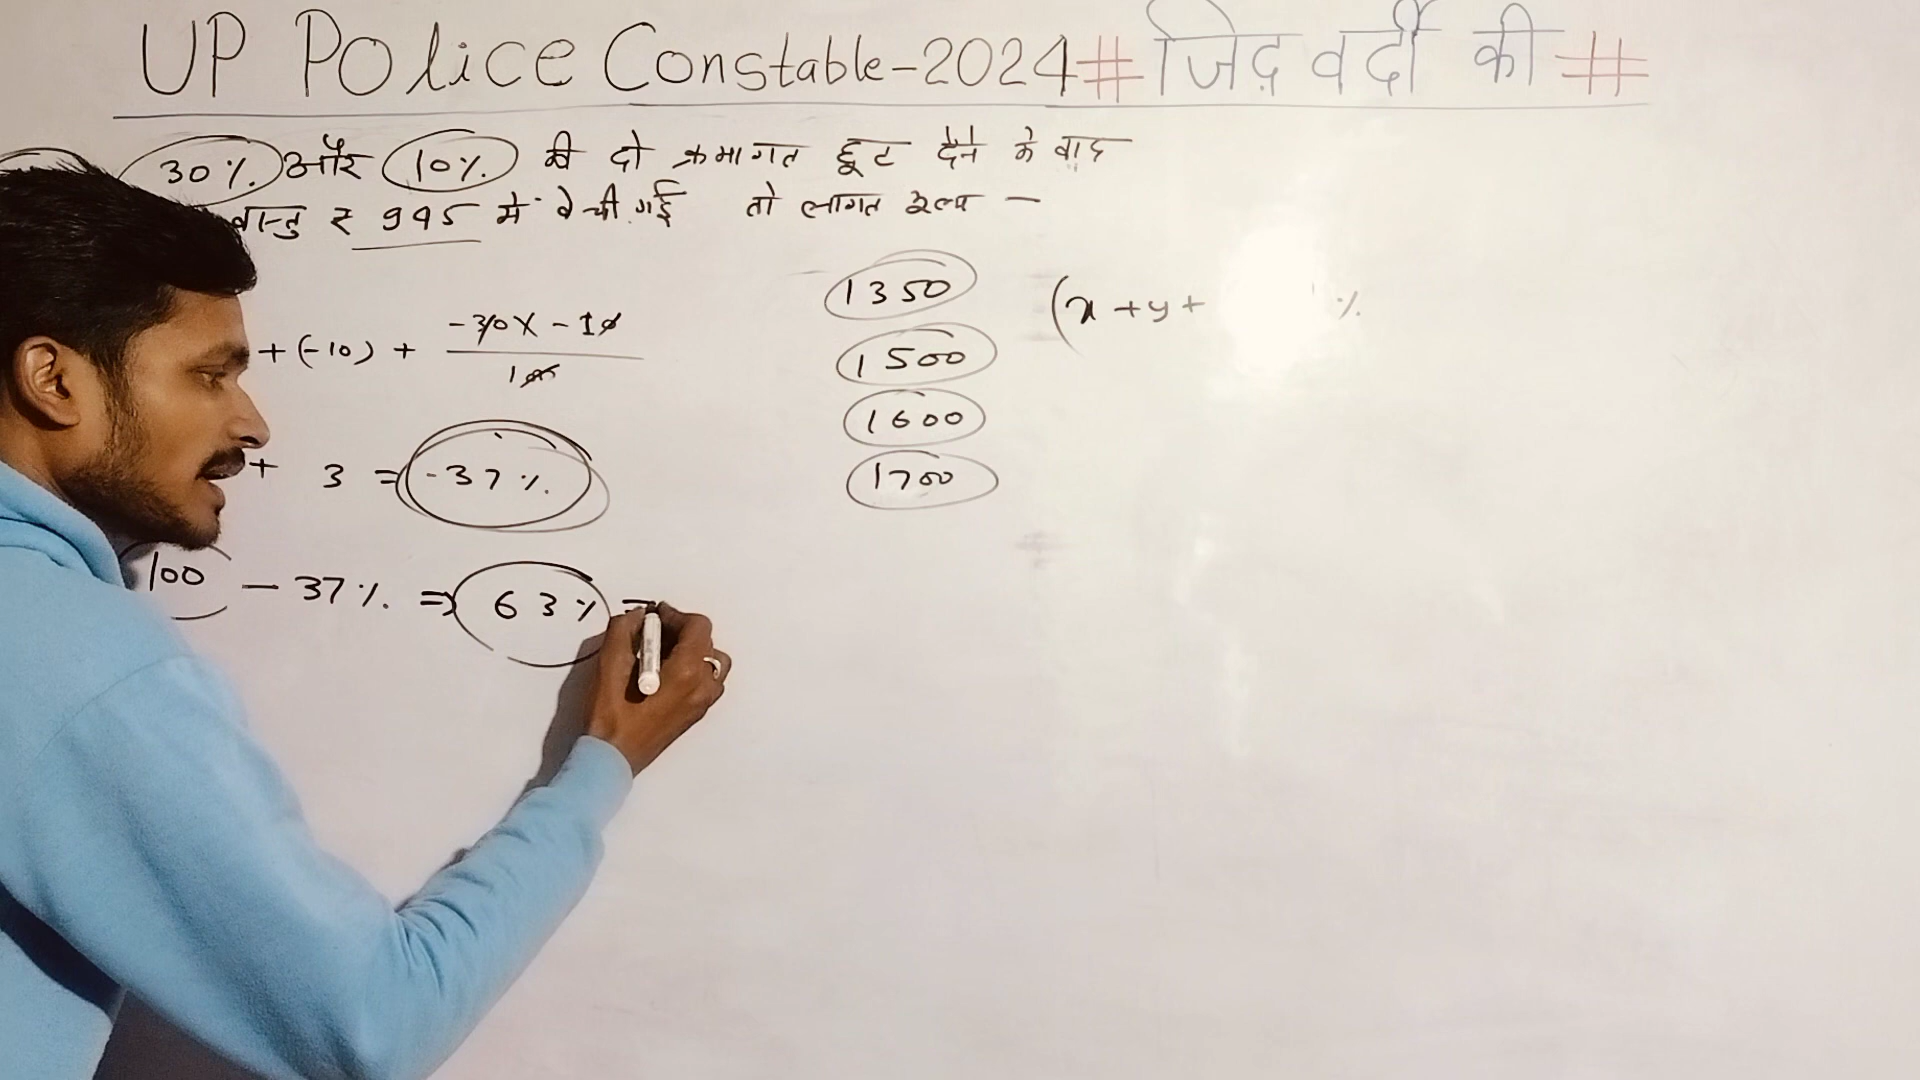 UP Police Constable-2024 # जिद़ वर्दी की #
30% और 10% की दो क्रमागत छूट देने के बाद
वास्तु ₹ 945 में बेची गई तो लागत मूल्य -
+ (-10) + -30 X -10
100
+ 3 = -37 %.
100 - 37 %. ⇒ 63 % =
1350
1500
1600
1700
(x + y + %.